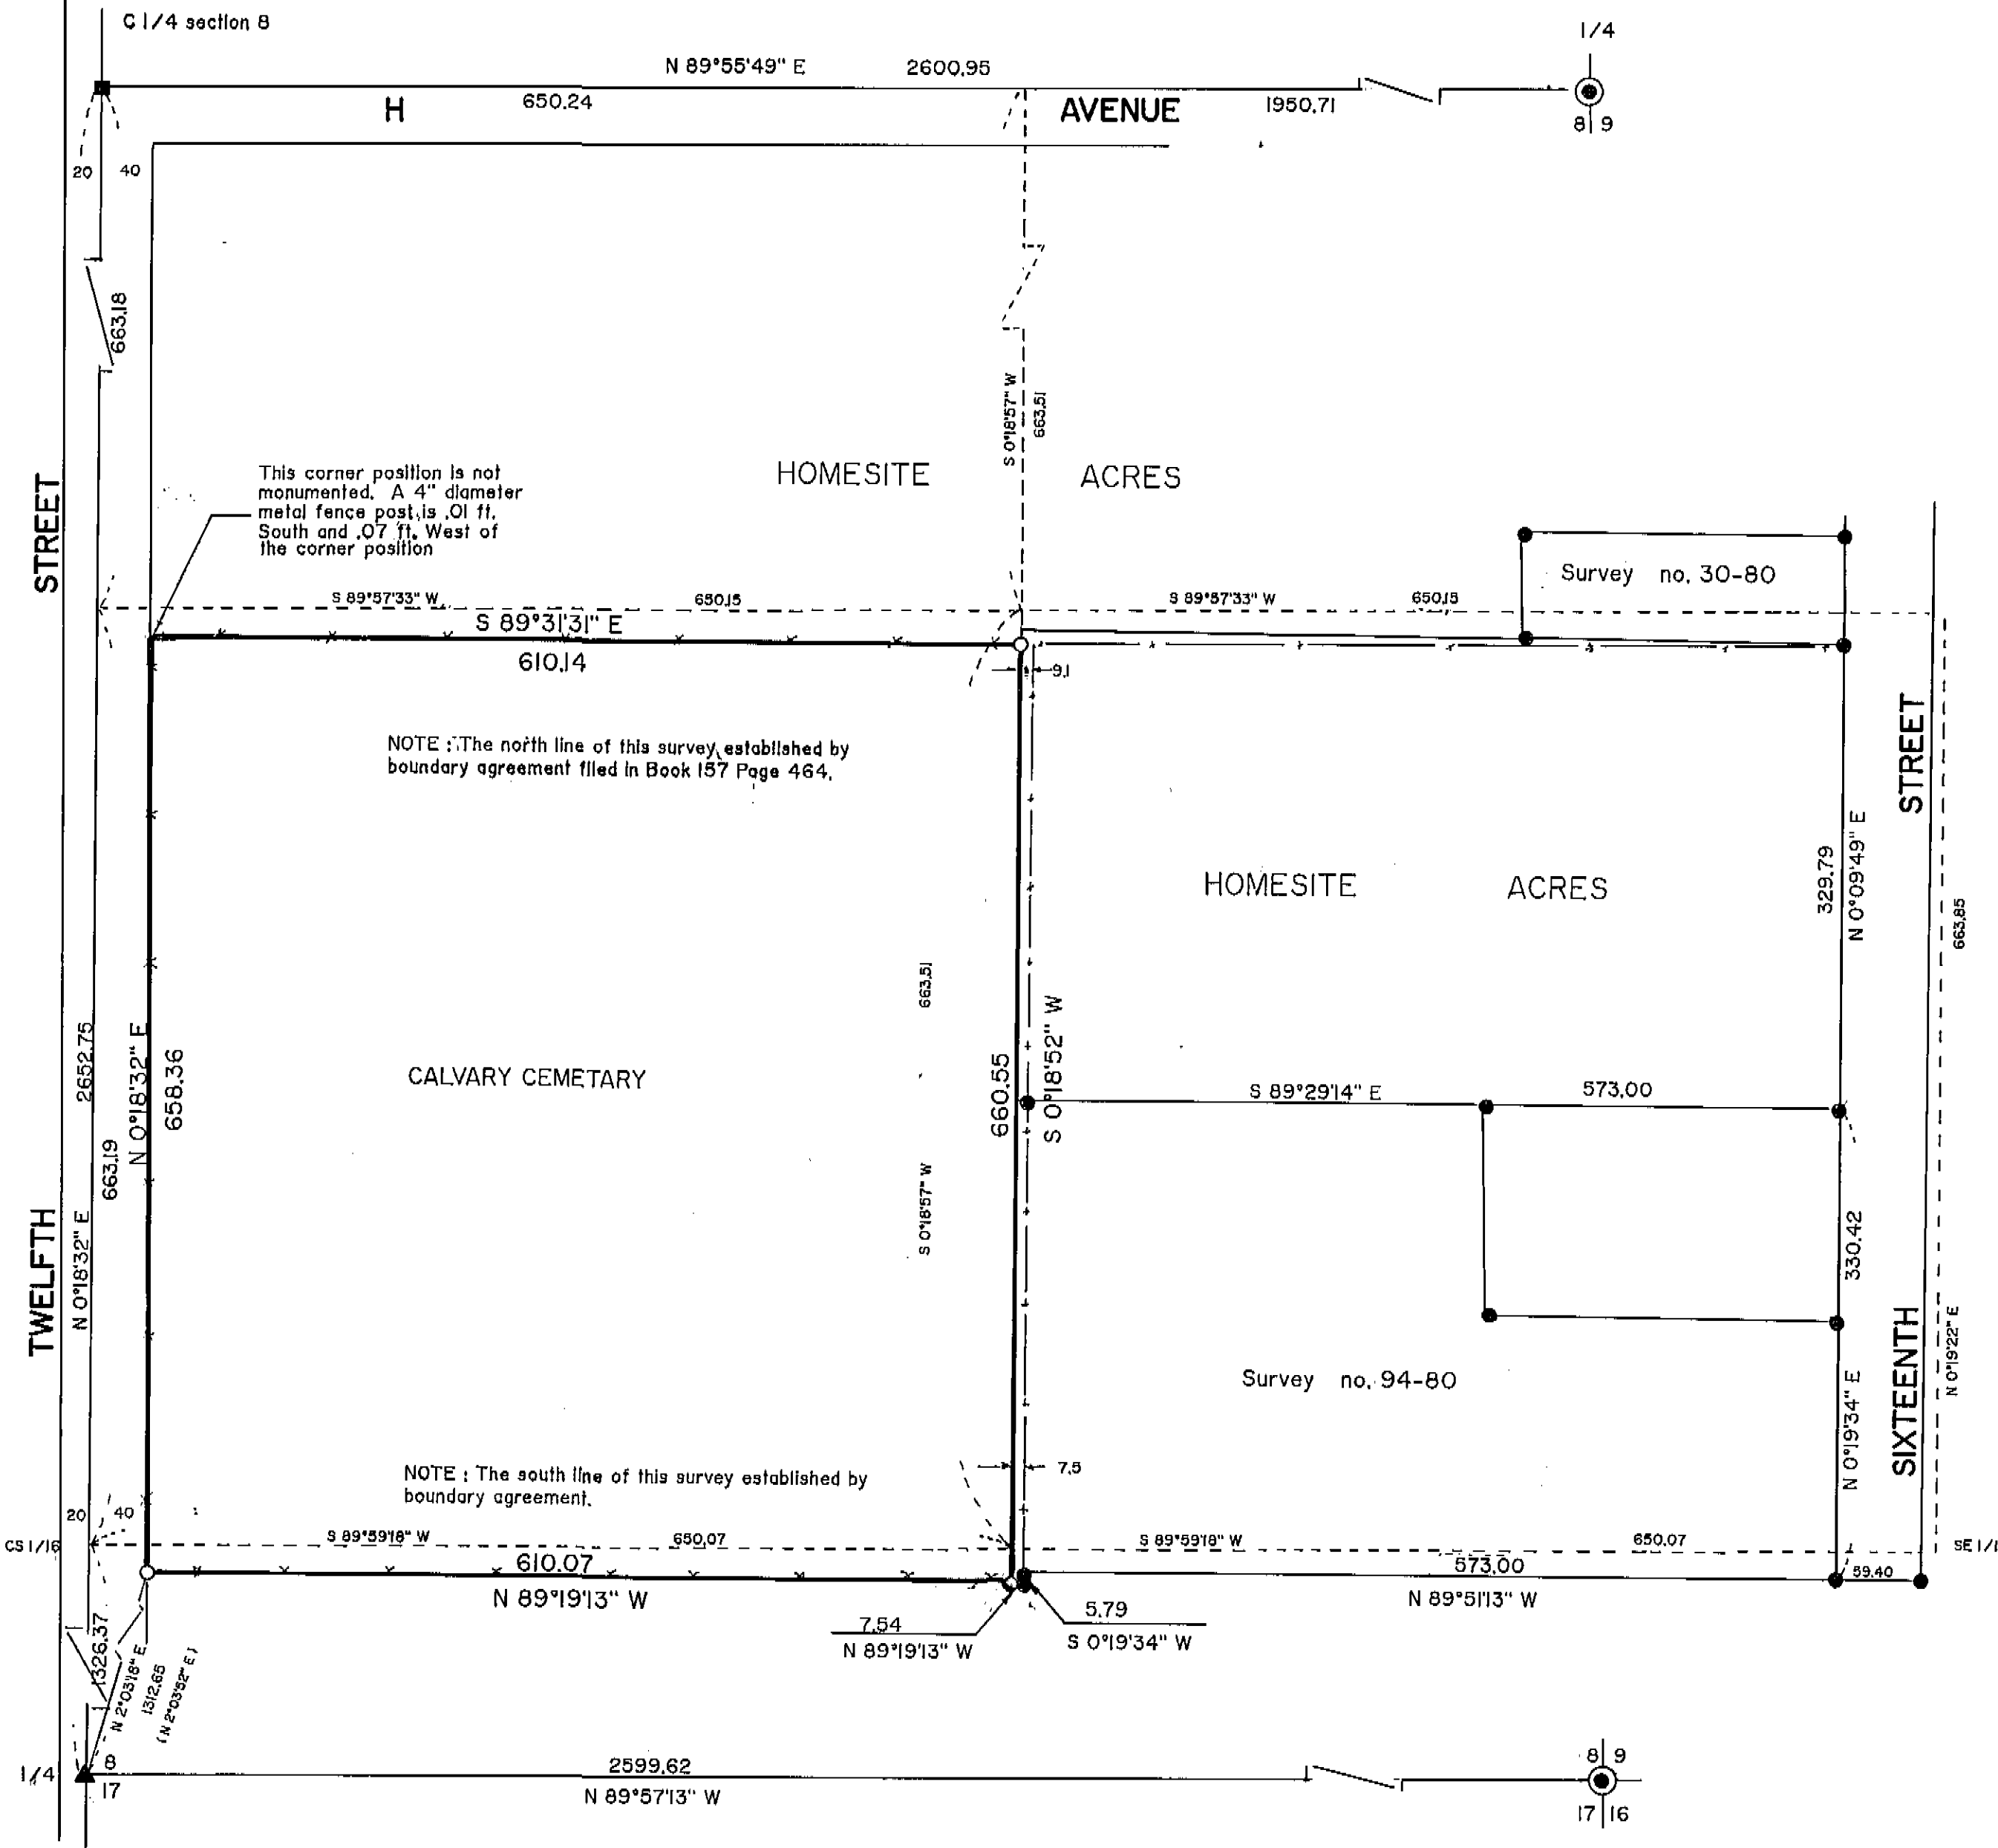 C 1/4 section 8
1/4
N 89°55'49" E 2600.95
H 650.24 AVENUE 1950.71
8 9
20 40
663.18
S 0°18'57" W
663.51
HOMESITE ACRES
This corner position is not
monumented. A 4" diameter
metal fence post is .01 ft.
South and .07 ft. West of
the corner position
STREET
Survey no. 30-80
S 89°57'33" W 650.15
S 89°57'33" W 650.15
S 89°31'31" E
610.14
9.1
NOTE : The north line of this survey established by
boundary agreement filed in Book 157 Page 464.
STREET
HOMESITE ACRES
329.79
N 0°09'49" E
663.85
663.51
S 0°18'57" W
2652.75
N 0°18'32" E
663.19
N 0°18'32" E
658.36
CALVARY CEMETARY
660.55
S 0°18'52" W
S 89°29'14" E 573.00
TWELFTH
330.42
N 0°19'34" E
SIXTEENTH
N 0°19'22" E
Survey no. 94-80
7.5
NOTE : The south line of this survey established by
boundary agreement.
20 40
CS 1/16
S 89°59'18" W 650.07
S 89°59'18" W 650.07
SE 1/1
610.07
N 89°19'13" W
573.00
N 89°51'13" W
59.40
7.54
N 89°19'13" W
5.79
S 0°19'34" W
1326.37
N 2°03'18" E
1312.65
(N 2°03'52" E)
1/4
8
17
2599.62
N 89°57'13" W
8 9
17 16